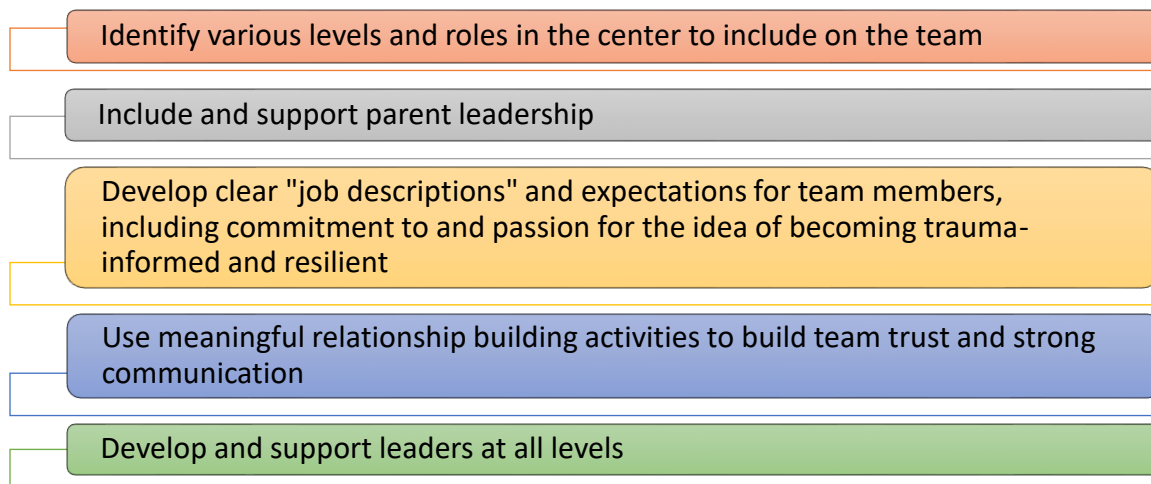 Identify various levels and roles in the center to include on the team
Include and support parent leadership
Develop clear "job descriptions" and expectations for team members,
including commitment to and passion for the idea of becoming trauma-
informed and resilient
Use meaningful relationship building activities to build team trust and strong
communication
Develop and support leaders at all levels